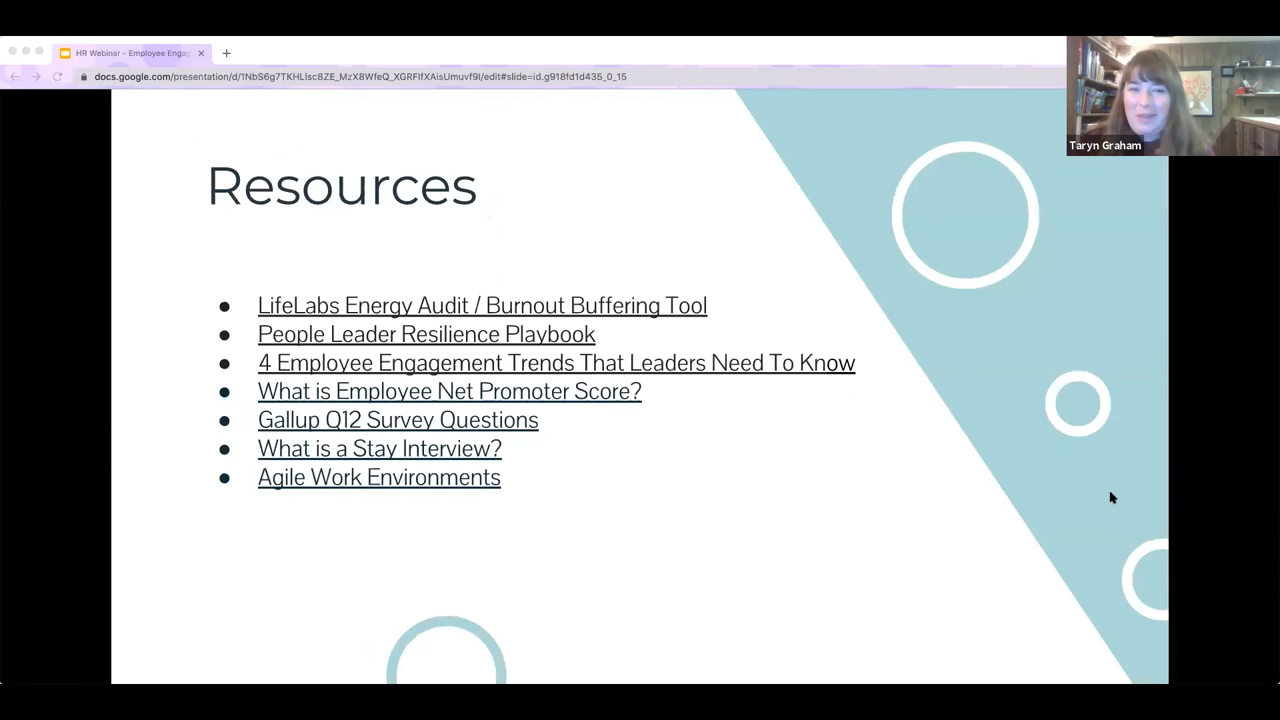 HR Webinar - Employee Engag
docs.google.com/presentation/d/1NbS6g7TKHLlsc8ZE_MzX8WfeQ_XGRFIfXAisUmuvf9I/edit#slide=id.g918fd1d435_0_15
Taryn Graham
Resources
LifeLabs Energy Audit / Burnout Buffering Tool
People Leader Resilience Playbook
4 Employee Engagement Trends That Leaders Need To Know
What is Employee Net Promoter Score?
Gallup Q12 Survey Questions
What is a Stay Interview?
Agile Work Environments